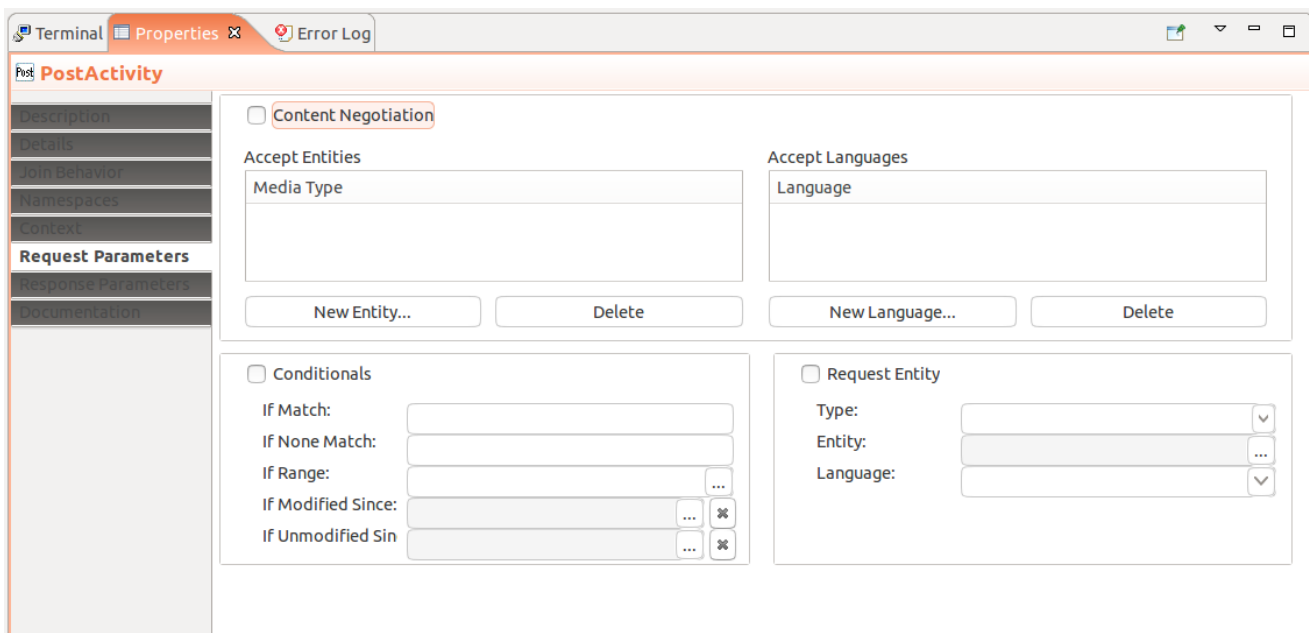 Terminal Properties Error Log
Post PostActivity
Description
Details
Join Behavior
Namespaces
Context
Request Parameters
Response Parameters
Documentation
Content Negotiation
Accept Entities
Media Type
New Entity... Delete
Accept Languages
Language
New Language... Delete
Conditionals
If Match:
If None Match:
If Range:
...
If Modified Since:
...
If Unmodified Sin
...
Request Entity
Type:
Entity:
...
Language: